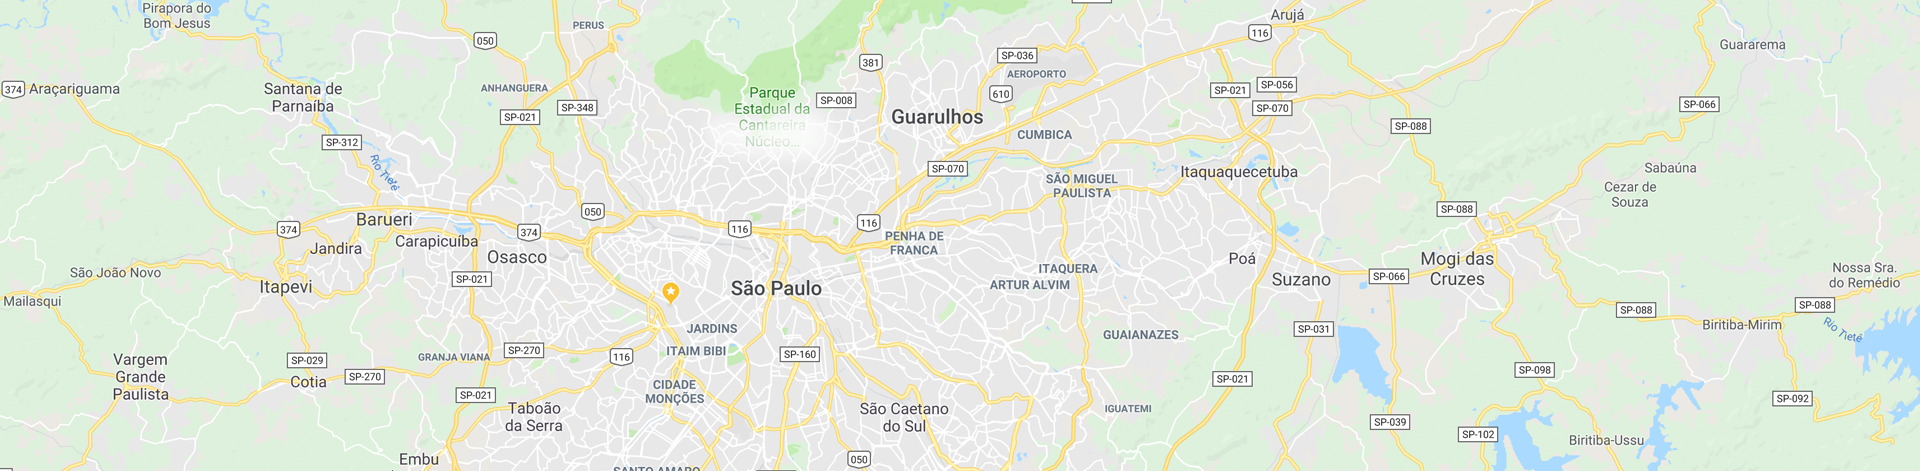 Pirapora do
Bom Jesus
PERUS
050
Arujá
116
Guararema
381
SP-036
AEROPORTO
374
Araçariguama
Santana de
Parnaíba
ANHANGUERA
SP-348
SP-021
Parque
Estadual da
Cantareira
Núcleo...
SP-008
610
Guarulhos
CUMBICA
SP-021
SP-056
SP-070
SP-066
SP-088
SP-312
Rio Tietê
SP-070
SÃO MIGUEL
PAULISTA
Itaquaquecetuba
Sabaúna
Cezar de
Souza
SP-088
374
Barueri
050
374
116
116
Jandira
Carapicuíba
Osasco
PENHA DE
FRANCA
São João Novo
Itapevi
SP-021
São Paulo
ITAQUERA
ARTUR ALVIM
Poá
Suzano
SP-066
Mogi das
Cruzes
Nossa Sra.
do Remédio
Mailasqui
JARDINS
GUAIANAZES
SP-031
SP-088
Biritiba-Mirim
SP-088
Rio Tietê
Vargem
Grande
Paulista
SP-029
Cotia
SP-270
GRANJA VIANA
SP-270
116
ITAIM BIBI
SP-160
SP-021
SP-098
CIDADE
MONÇÕES
SP-021
Taboão
da Serra
São Caetano
do Sul
IGUATEMI
SP-039
SP-102
Biritiba-Ussu
SP-092
Embu
SANTO AMARO
050